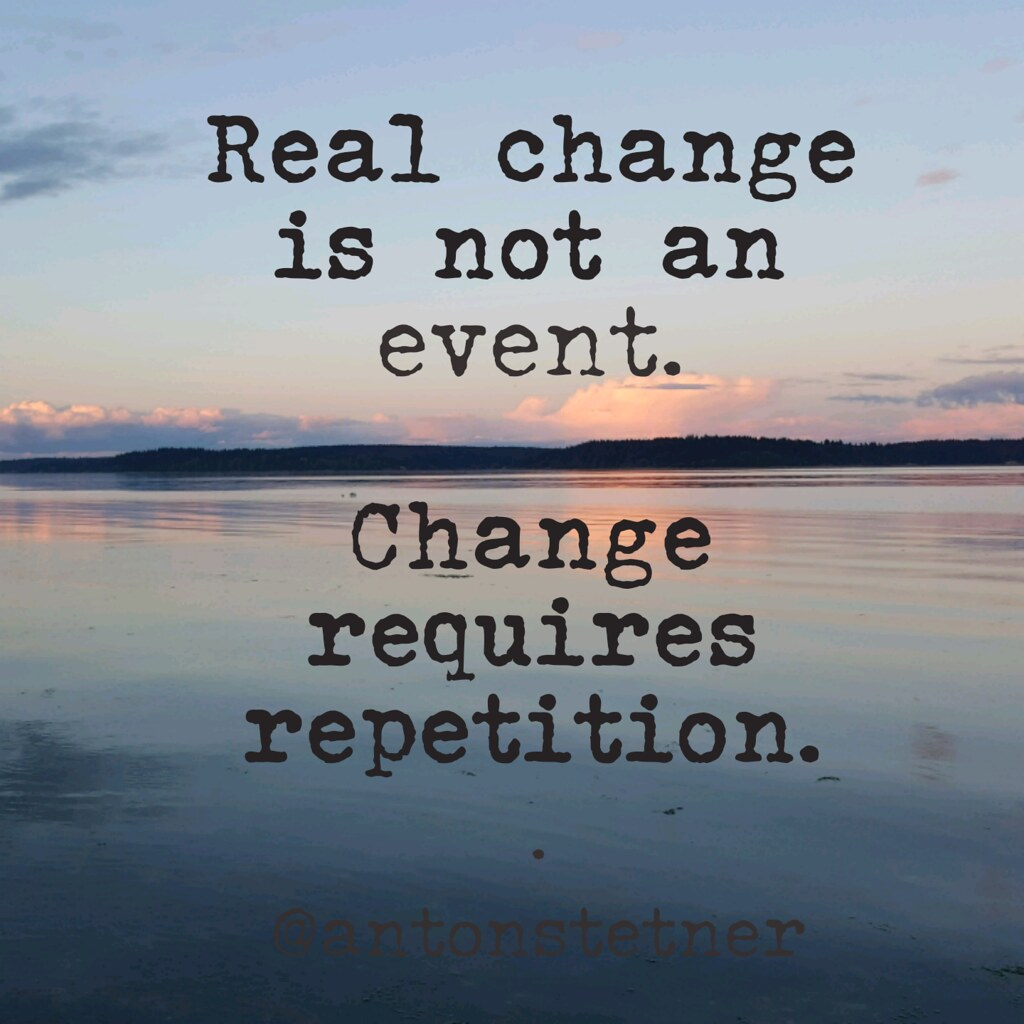 Real change
is not an
event.
Change
requires
repetition.
.
@antonstetner